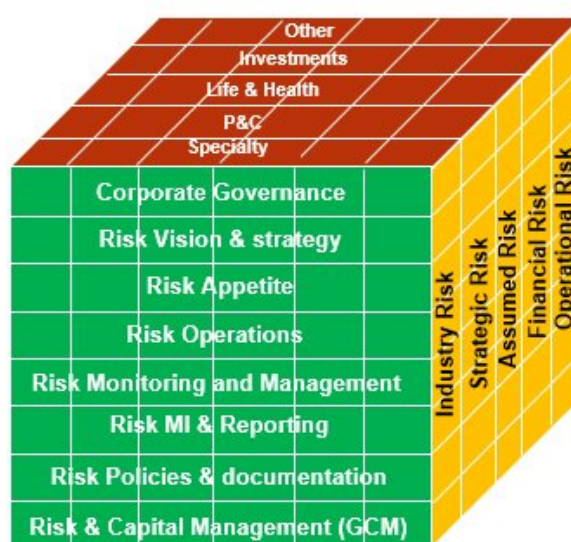 Other
Investments
Life & Health
P&C
Specialty
Corporate Governance
Risk Vision & strategy
Risk Appetite
Risk Operations
Risk Monitoring and Management
Risk MI & Reporting
Risk Policies & documentation
Risk & Capital Management (GCM)
Industry Risk
Strategic Risk
Assumed Risk
Financial Risk
Operational Risk